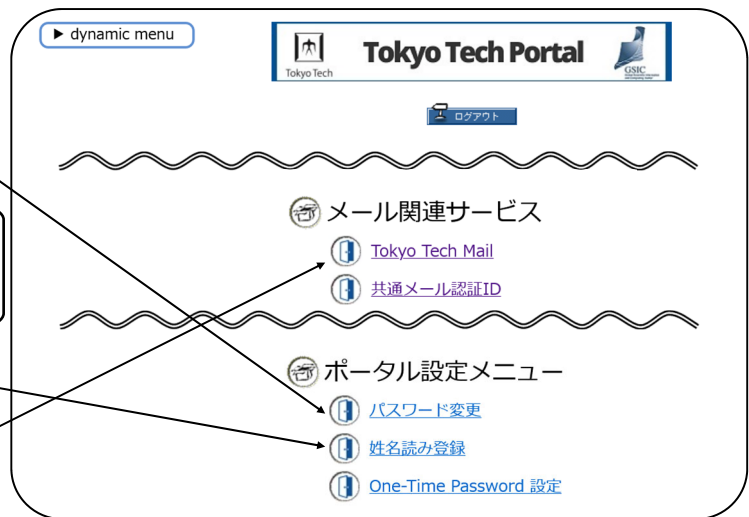 ▶ dynamic menu
Tokyo Tech
Tokyo Tech Portal
GSIC
ログアウト
メール関連サービス
Tokyo Tech Mail
共通メール認証ID
ポータル設定メニュー
パスワード変更
姓名読み登録
One-Time Password 設定